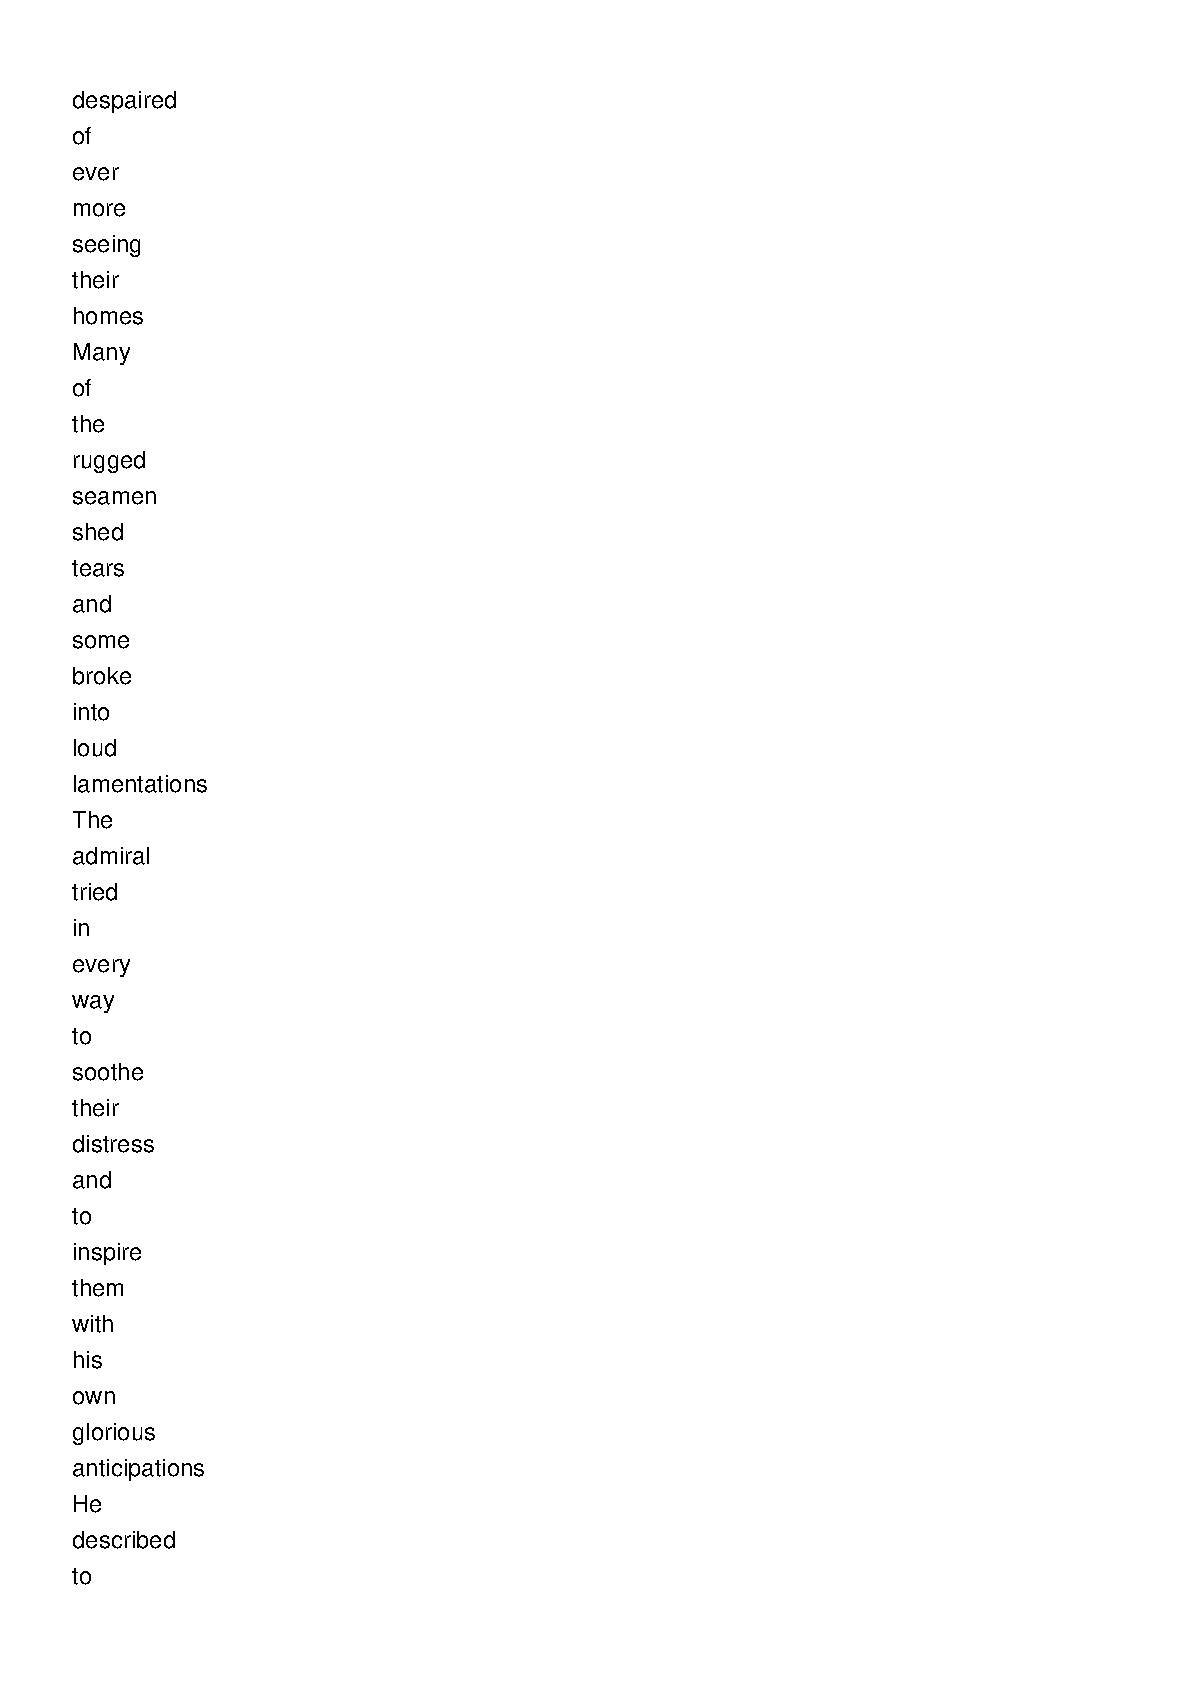 despaired
of
ever
more
seeing
their
homes
Many
of
the
rugged
seamen
shed
tears
and
some
broke
into
loud
lamentations
The
admiral
tried
in
every
way
to
soothe
their
distress
and
to
inspire
them
with
his
own
glorious
anticipations
He
described
to